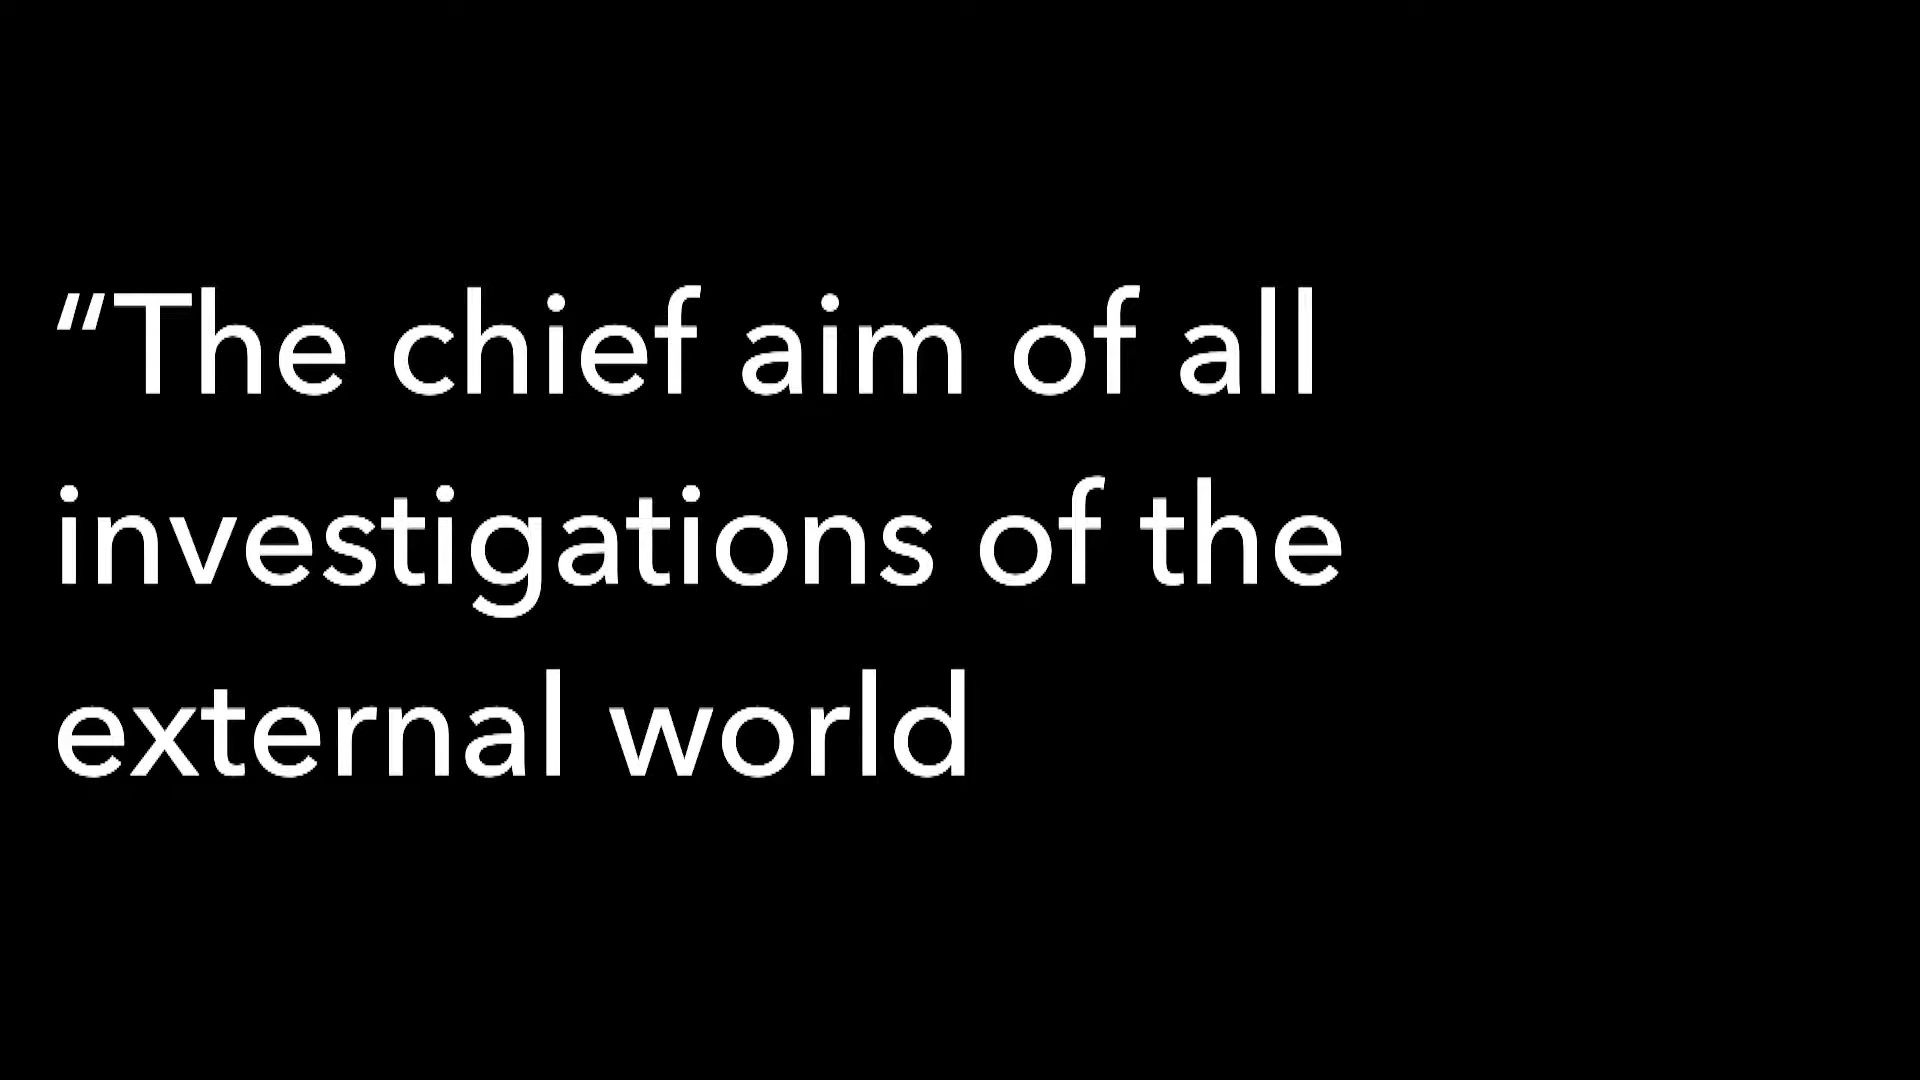 “The chief aim of all
investigations of the
external world